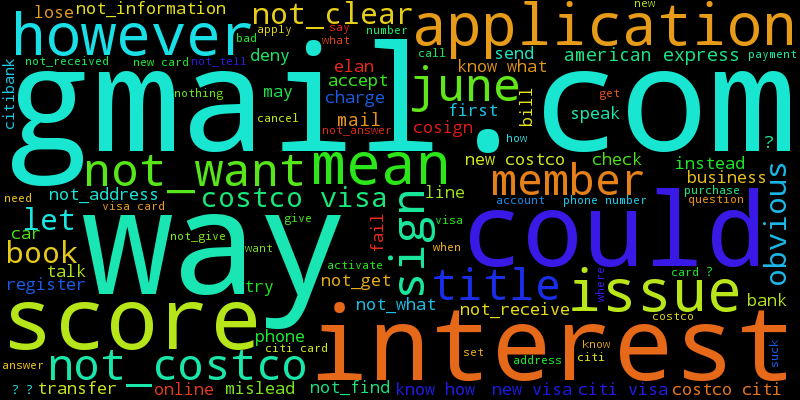 lose not_information not_clear new
however bad apply say what number application
not_received new card not_tell deny elan call send american express payment
citibank gmail.com nothing may accept charge june know what get
cancel mail not_answer cosign first bill speak
how ?
not_want mean new costco check instead business
not_address costco visa line member purchase
need visa card account phone number question
let way give sign visa could obvious
car book not_give fail when
talk want activate where card ?
register try not_get title issue bank
score not_what not_receive costco
phone interest know suck
citi card set citi address
answer not_costco
? ? transfer online mislead not_find know how new visa citi visa costco citi